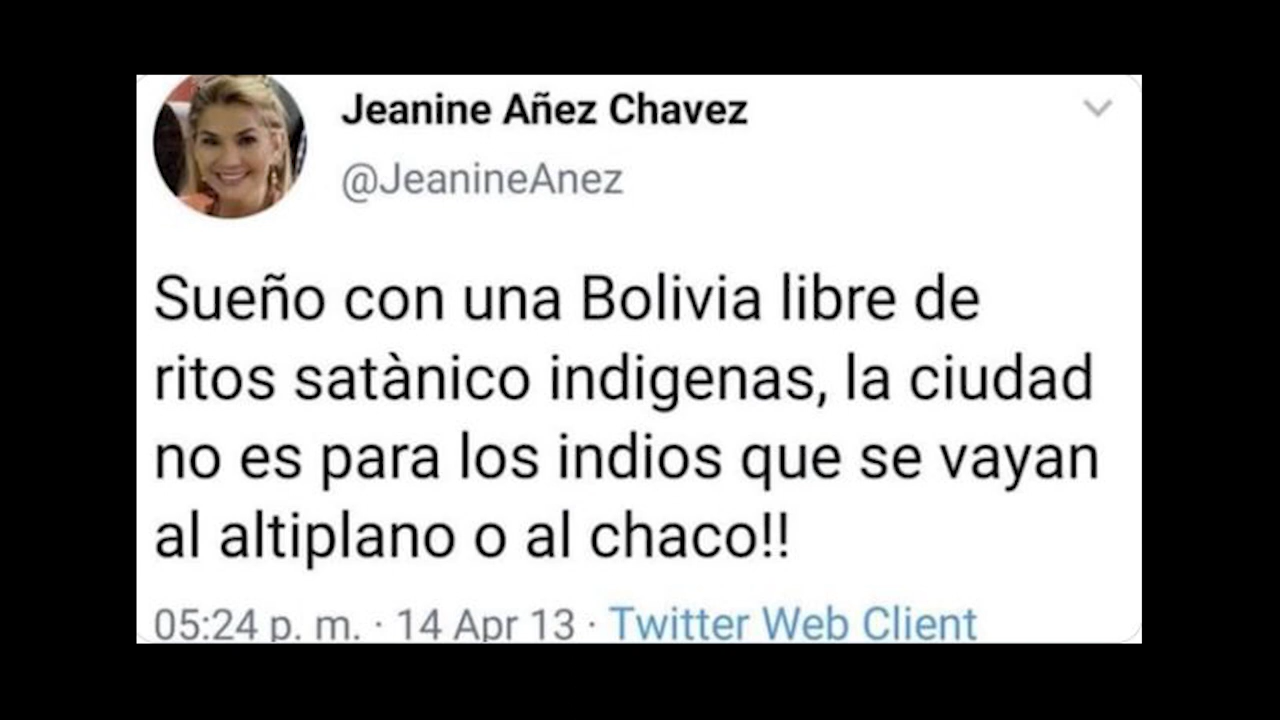 Jeanine Añez Chavez
@JeanineAnez
Sueño con una Bolivia libre de
ritos satànico indigenas, la ciudad
no es para los indios que se vayan
al altiplano o al chaco!!
05:24 p. m. · 14 Apr 13 · Twitter Web Client